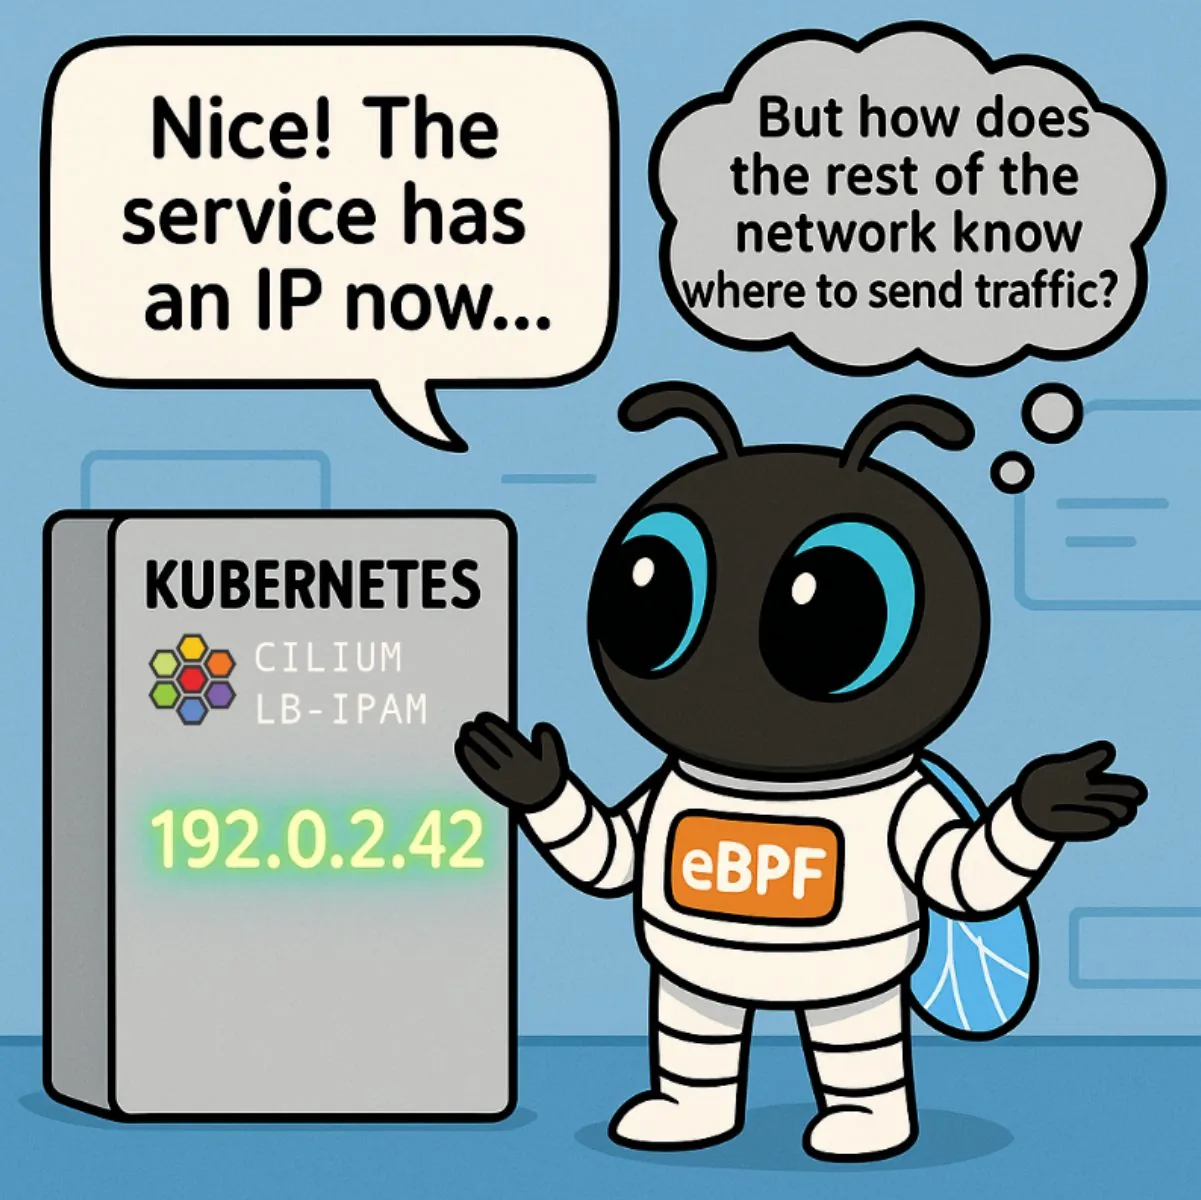 Nice! The
service has
an IP now...
But how does
the rest of the
network know
where to send traffic?
KUBERNETES
CILIUM
LB-IPAM
192.0.2.42
eBPF